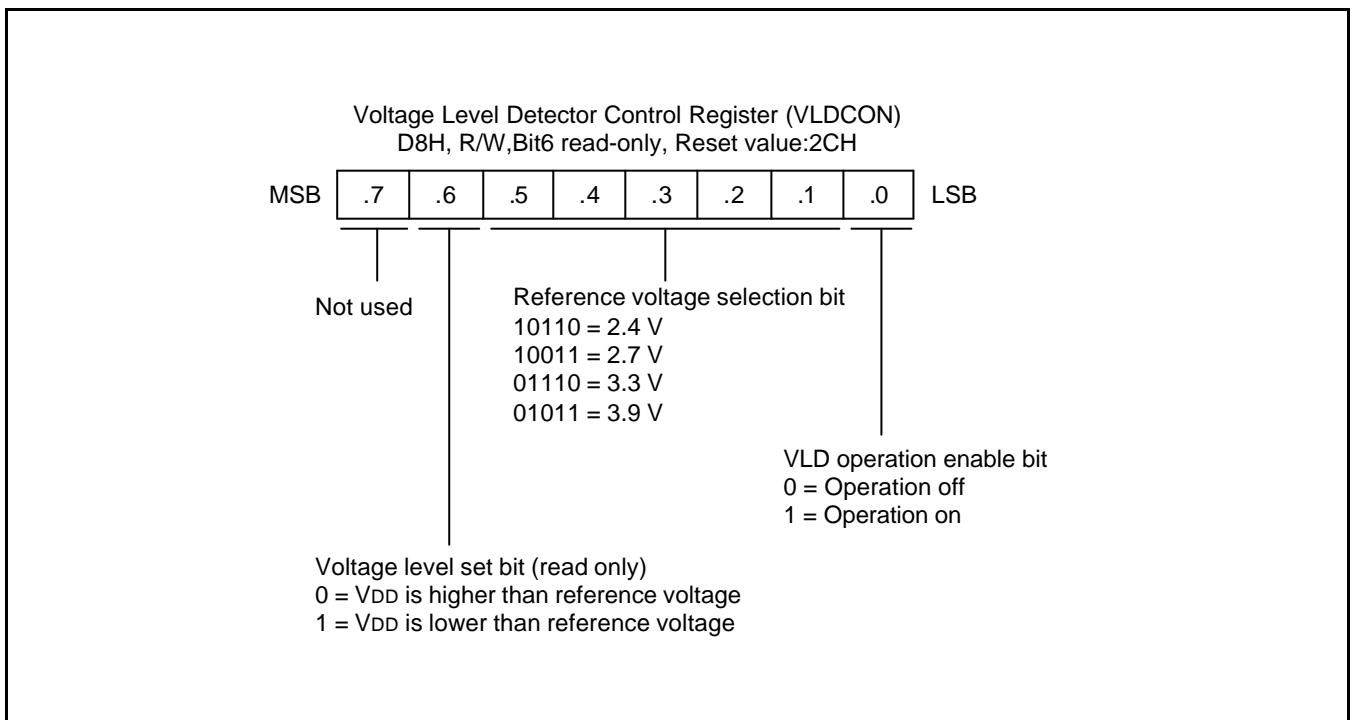 Voltage Level Detector Control Register (VLDCON)
D8H, R/W,Bit6 read-only, Reset value:2CH
MSB .7 .6 .5 .4 .3 .2 .1 .0 LSB
Not used
Reference voltage selection bit
10110 = 2.4 V
10011 = 2.7 V
01110 = 3.3 V
01011 = 3.9 V
VLD operation enable bit
0 = Operation off
1 = Operation on
Voltage level set bit (read only)
0 = VDD is higher than reference voltage
1 = VDD is lower than reference voltage